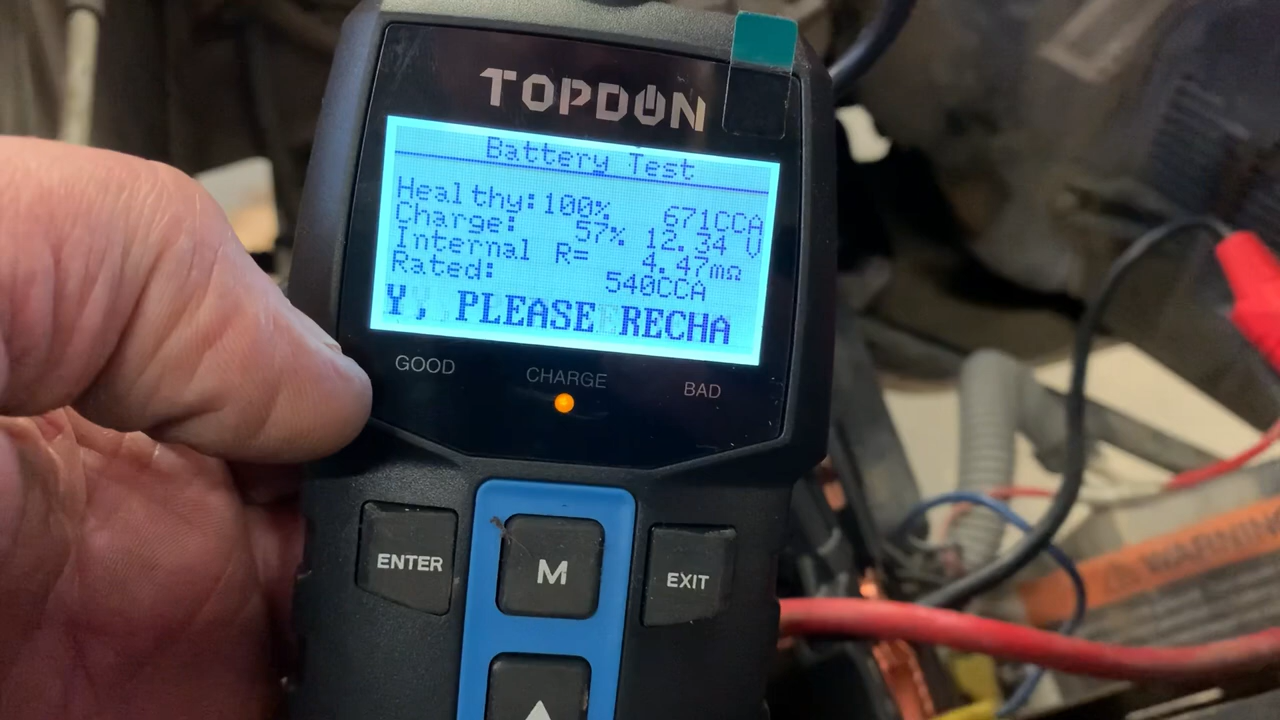 TOPDON
Battery Test
Healthy:100% 671CCA
Charge: 57% 12.34 V
Internal R= 4.47mΩ
Rated: 540CCA
Y, PLEASE RECHA
GOOD CHARGE BAD
ENTER M EXIT
WARNING